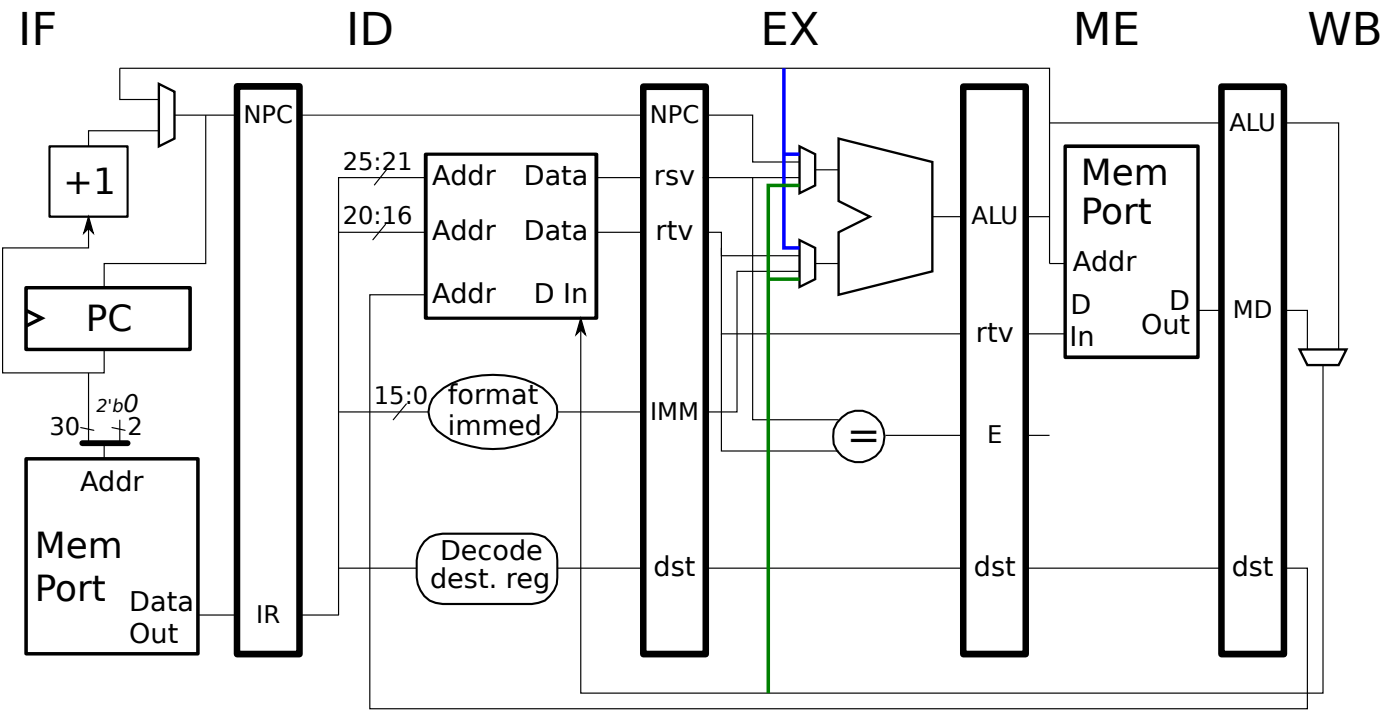 IF ID EX ME WB
NPC NPC ALU
+1
25:21 Addr Data rsv
Mem
Port
20:16 Addr Data rtv ALU
Addr
Addr D In
PC
D
In
D
Out
MD
rtv
15:0 format
immed
IMM
2'b0
30 2
= E
Addr
Mem
Port
Data
Out
Decode
dest. reg
dst dst dst
IR